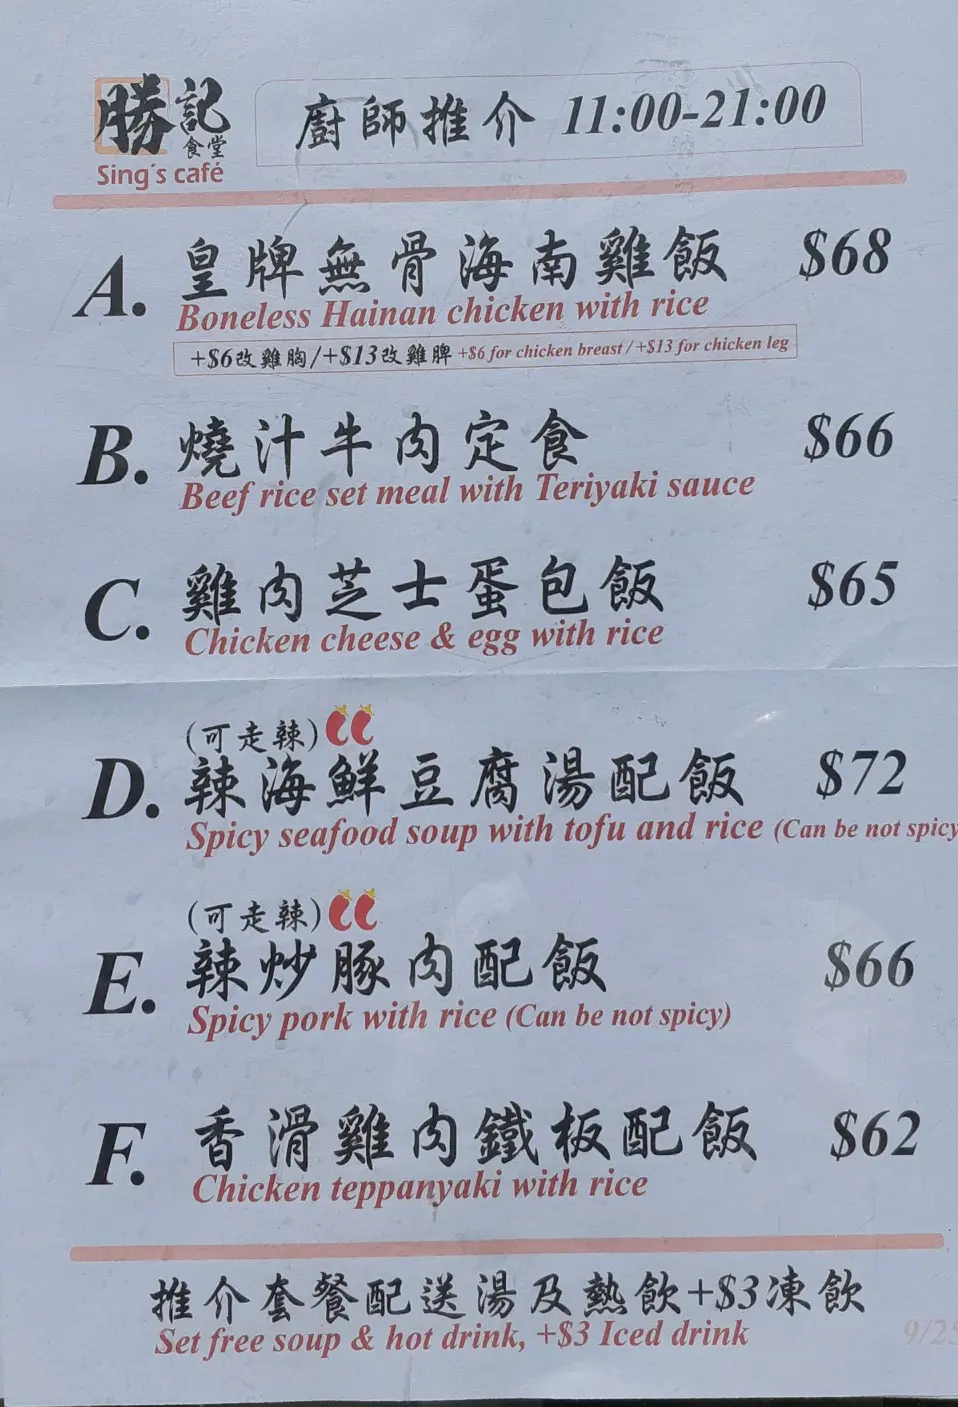 勝記
食堂
Sing's café
廚師推介 11:00-21:00
A. 皇牌無骨海南雞飯 $68
Boneless Hainan chicken with rice
+$6改雞胸/+$13改雞脾 +$6 for chicken breast / +$13 for chicken leg
B. 燒汁牛肉定食 $66
Beef rice set meal with Teriyaki sauce
C. 雞肉芝士蛋包飯 $65
Chicken cheese & egg with rice
(可走辣)
D. 辣海鮮豆腐湯配飯 $72
Spicy seafood soup with tofu and rice (Can be not spicy
(可走辣)
E. 辣炒豚肉配飯 $66
Spicy pork with rice (Can be not spicy)
F. 香滑雞肉鐵板配飯 $62
Chicken teppanyaki with rice
推介套餐配送湯及熱飲+$3凍飲
Set free soup & hot drink, +$3 Iced drink
9/25